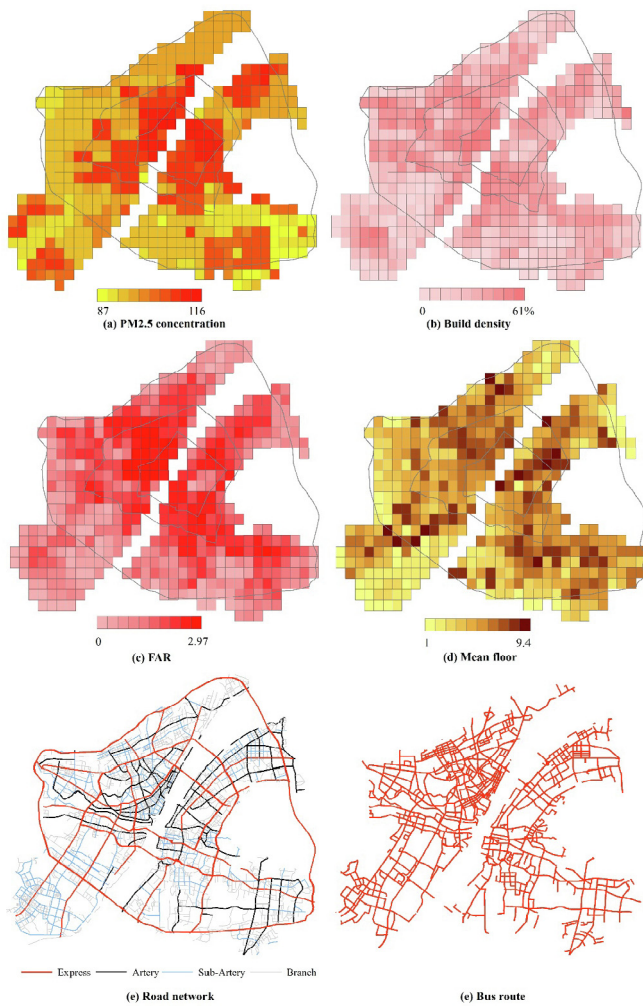 87 116
(a) PM2.5 concentration
0 61%
(b) Build density
0 2.97
(c) FAR
1 9.4
(d) Mean floor
Express Artery Sub-Artery Branch
(e) Road network
(e) Bus route